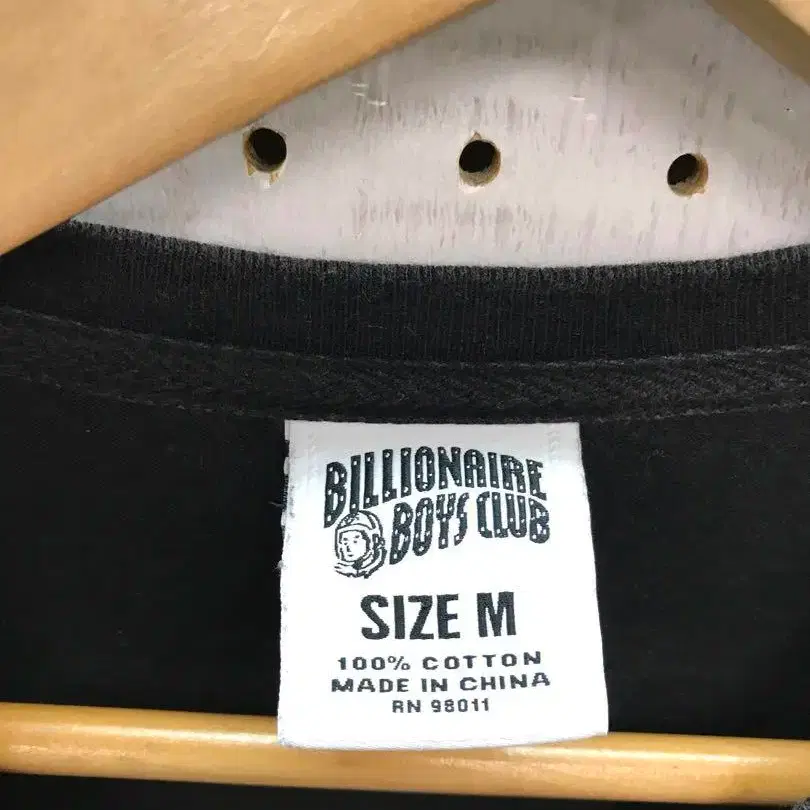 BILLIONAIRE
BOYS CLUB
SIZE M
100% COTTON
MADE IN CHINA
RN 98011